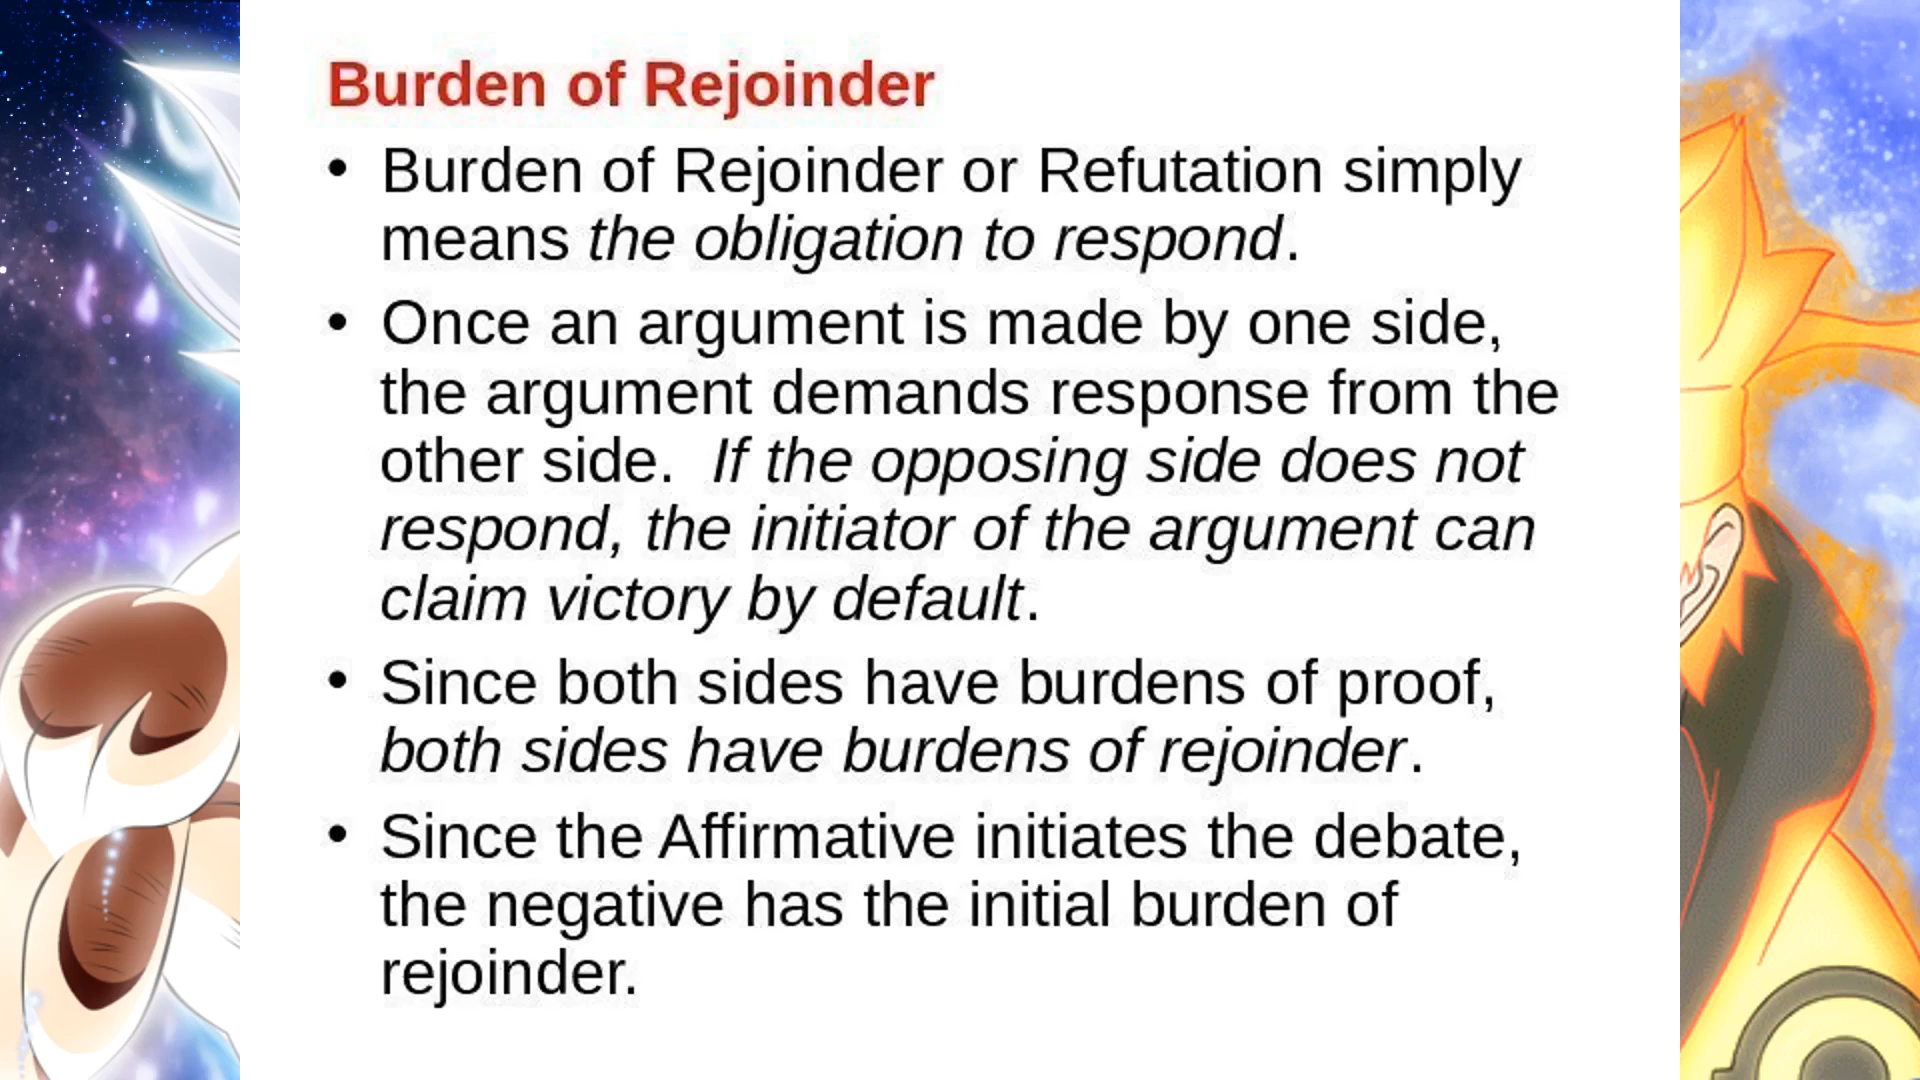 Burden of Rejoinder
• Burden of Rejoinder or Refutation simply
means the obligation to respond.
• Once an argument is made by one side,
the argument demands response from the
other side. If the opposing side does not
respond, the initiator of the argument can
claim victory by default.
• Since both sides have burdens of proof,
both sides have burdens of rejoinder.
• Since the Affirmative initiates the debate,
the negative has the initial burden of
rejoinder.